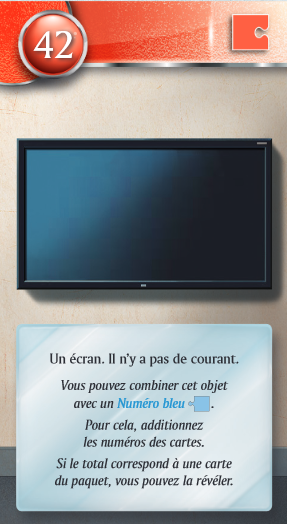 42
Un écran. Il n'y a pas de courant.
Vous pouvez combiner cet objet
avec un Numéro bleu .
Pour cela, additionnez
les numéros des cartes.
Si le total correspond à une carte
du paquet, vous pouvez la révéler.